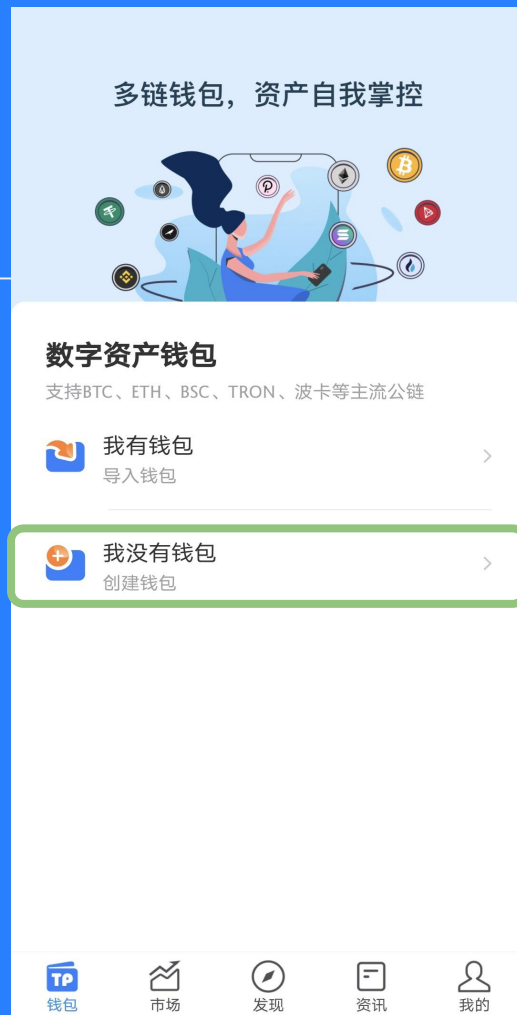 多链钱包，资产自我掌控
数字资产钱包
支持BTC、ETH、BSC、TRON、波卡等主流公链
我有钱包
导入钱包
我没有钱包
创建钱包
TP
钱包
市场
发现
资讯
我的